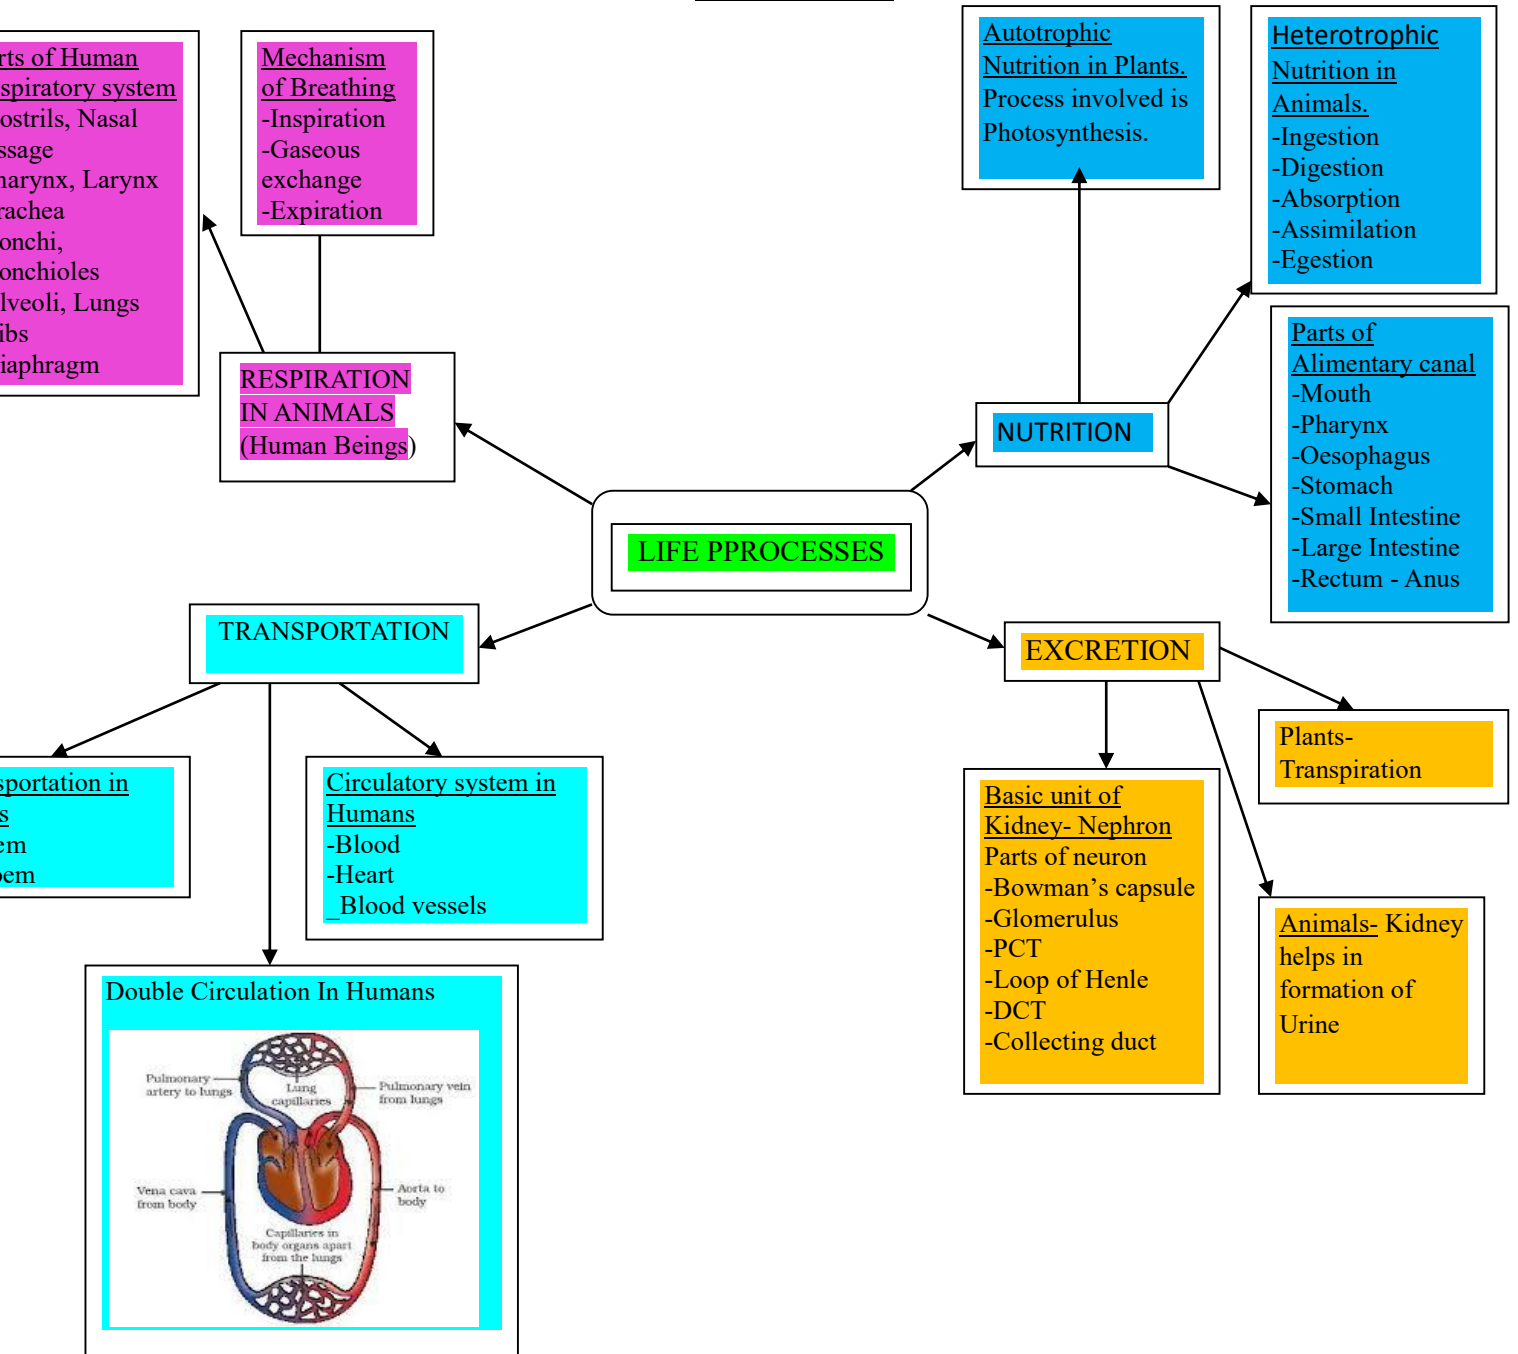 rts of Human
spiratory system
ostrils, Nasal
ssage
harynx, Larynx
rachea
onchi,
onchioles
lveoli, Lungs
ibs
iaphragm
Mechanism
of Breathing
-Inspiration
-Gaseous
exchange
-Expiration
RESPIRATION
IN ANIMALS
(Human Beings)
Autotrophic
Nutrition in Plants.
Process involved is
Photosynthesis.
Heterotrophic
Nutrition in
Animals.
-Ingestion
-Digestion
-Absorption
-Assimilation
-Egestion
NUTRITION
Parts of
Alimentary canal
-Mouth
-Pharynx
-Oesophagus
-Stomach
-Small Intestine
-Large Intestine
-Rectum - Anus
LIFE PPROCESSES
TRANSPORTATION
sportation in
s
em
oem
Circulatory system in
Humans
-Blood
-Heart
_Blood vessels
Double Circulation In Humans
Pulmonary
artery to lungs
Lung
capillaries
Pulmonary vein
from lungs
Vena cava
from body
Aorta to
body
Capillaries in
body organs apart
from the lungs
EXCRETION
Plants-
Transpiration
Basic unit of
Kidney- Nephron
Parts of neuron
-Bowman’s capsule
-Glomerulus
-PCT
-Loop of Henle
-DCT
-Collecting duct
Animals- Kidney
helps in
formation of
Urine